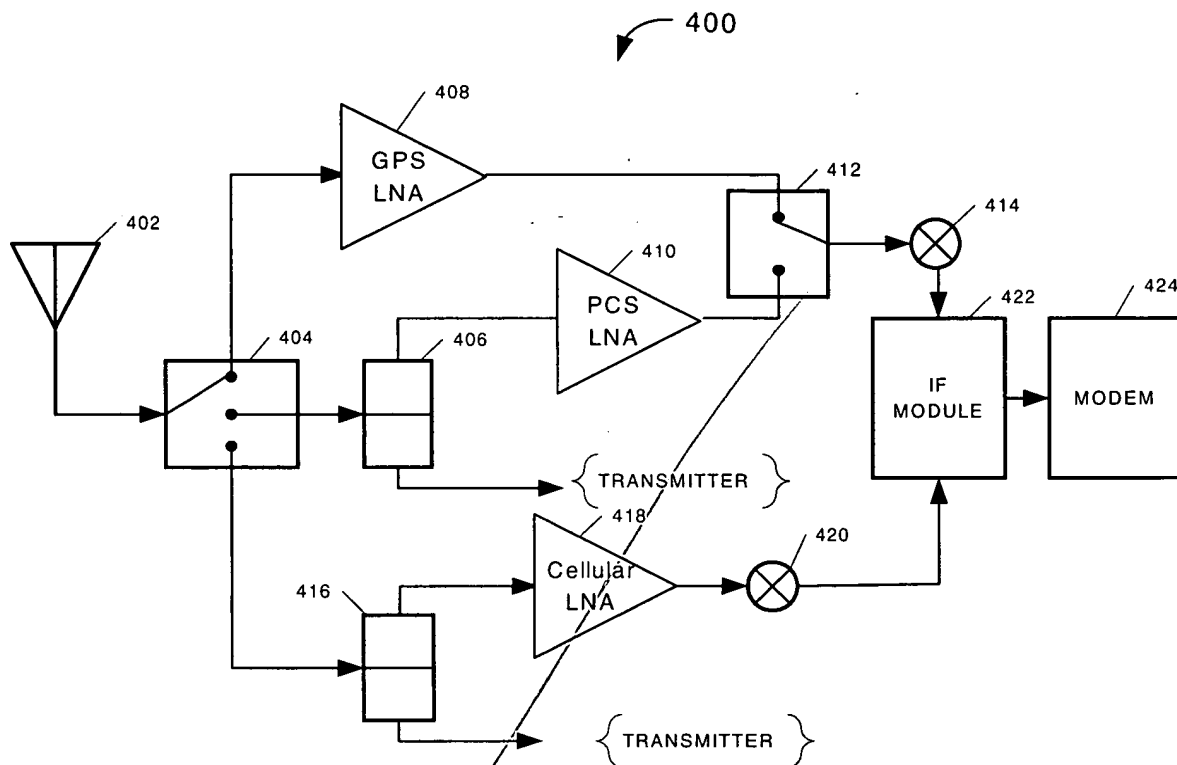 400
408
GPS
LNA
412
414
402
410
PCS
LNA
422
424
404
406
IF
MODULE
MODEM
{TRANSMITTER}
418
420
Cellular
LNA
416
{TRANSMITTER}